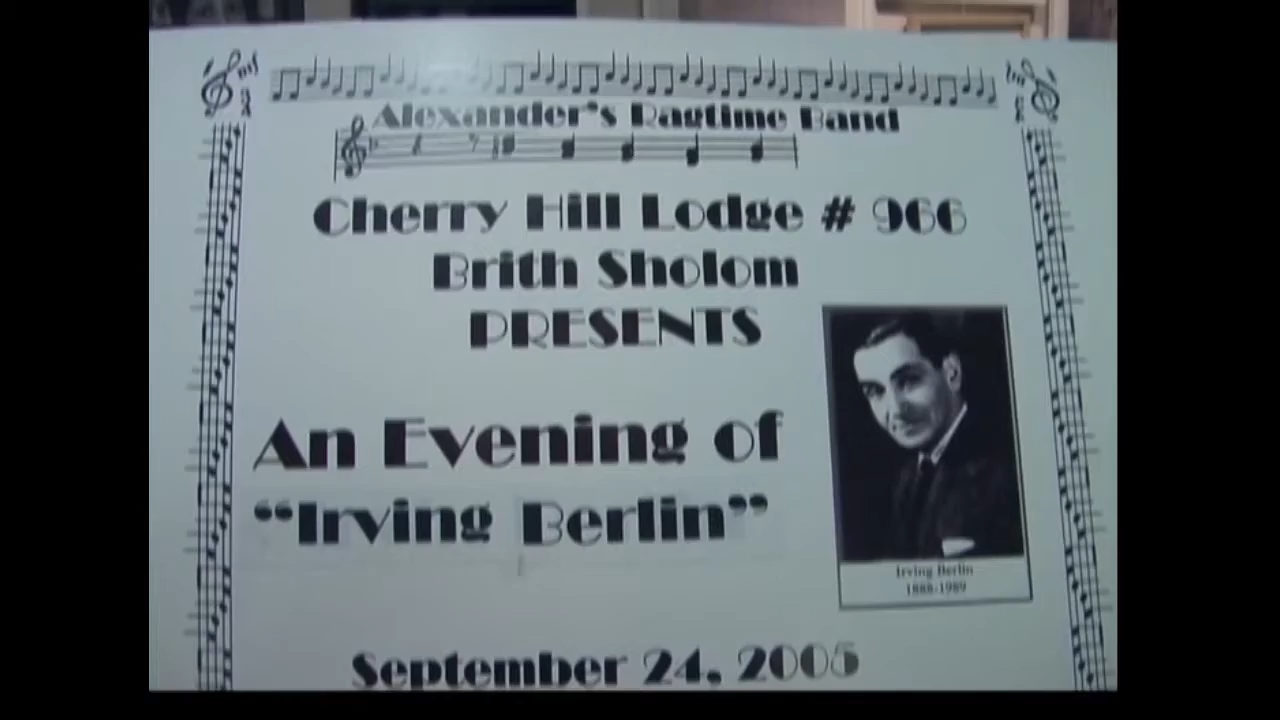 Alexander's Ragtime Band
Cherry Hill Lodge # 966
Brith Sholom
PRESENTS
An Evening of
“Irving Berlin”
Irving Berlin
1888-1989
September 24, 2005